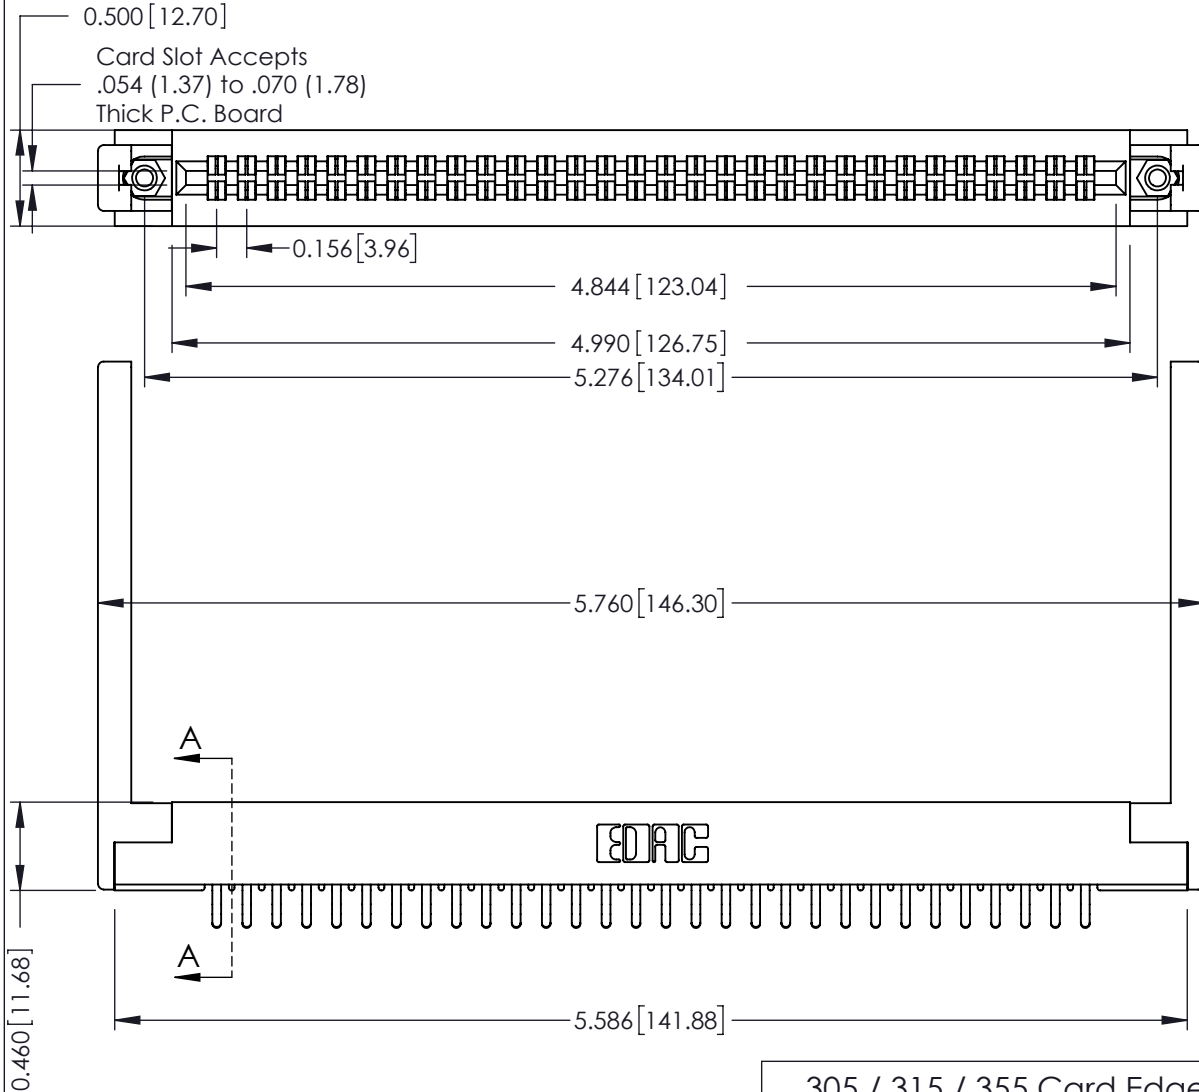 0.500 [12.70]
Card Slot Accepts
.054 (1.37) to .070 (1.78)
Thick P.C. Board
0.156 [3.96]
4.844 [123.04]
4.990 [126.75]
5.276 [134.01]
5.760 [146.30]
A
EDAC
A
0.460 [11.68]
5.586 [141.88]
305 / 315 / 355 Card Edge